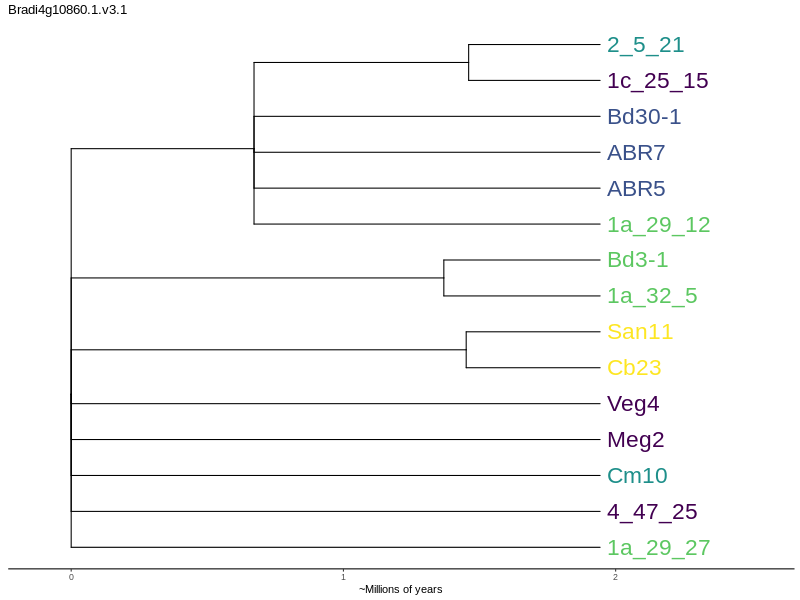 Bradi4g10860.1.v3.1
2_5_21
1c_25_15
Bd30-1
ABR7
ABR5
1a_29_12
Bd3-1
1a_32_5
San11
Cb23
Veg4
Meg2
Cm10
4_47_25
1a_29_27
0 1 2
~Millions of years